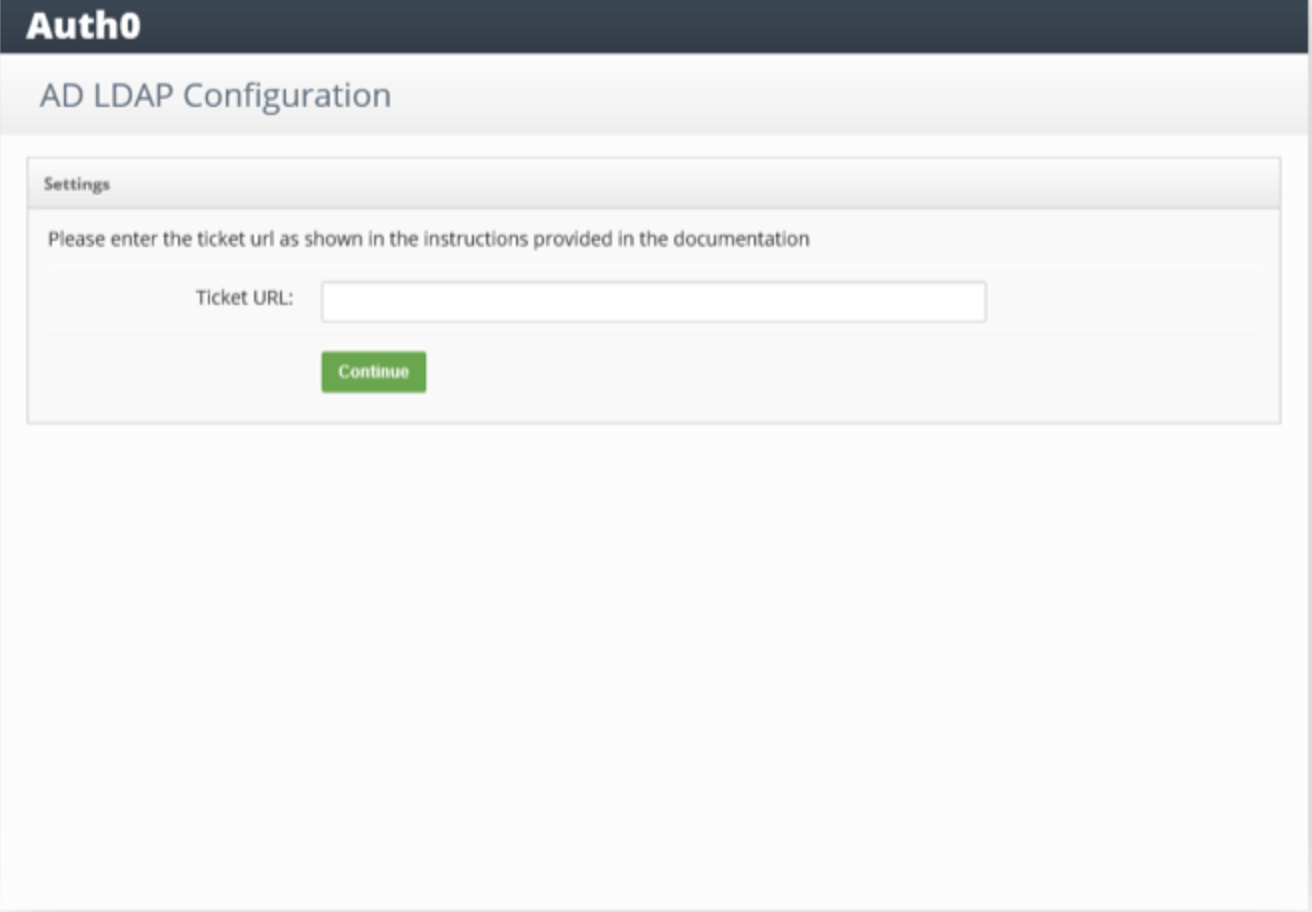 Auth0
AD LDAP Configuration
Settings
Please enter the ticket url as shown in the instructions provided in the documentation
Ticket URL:
Continue